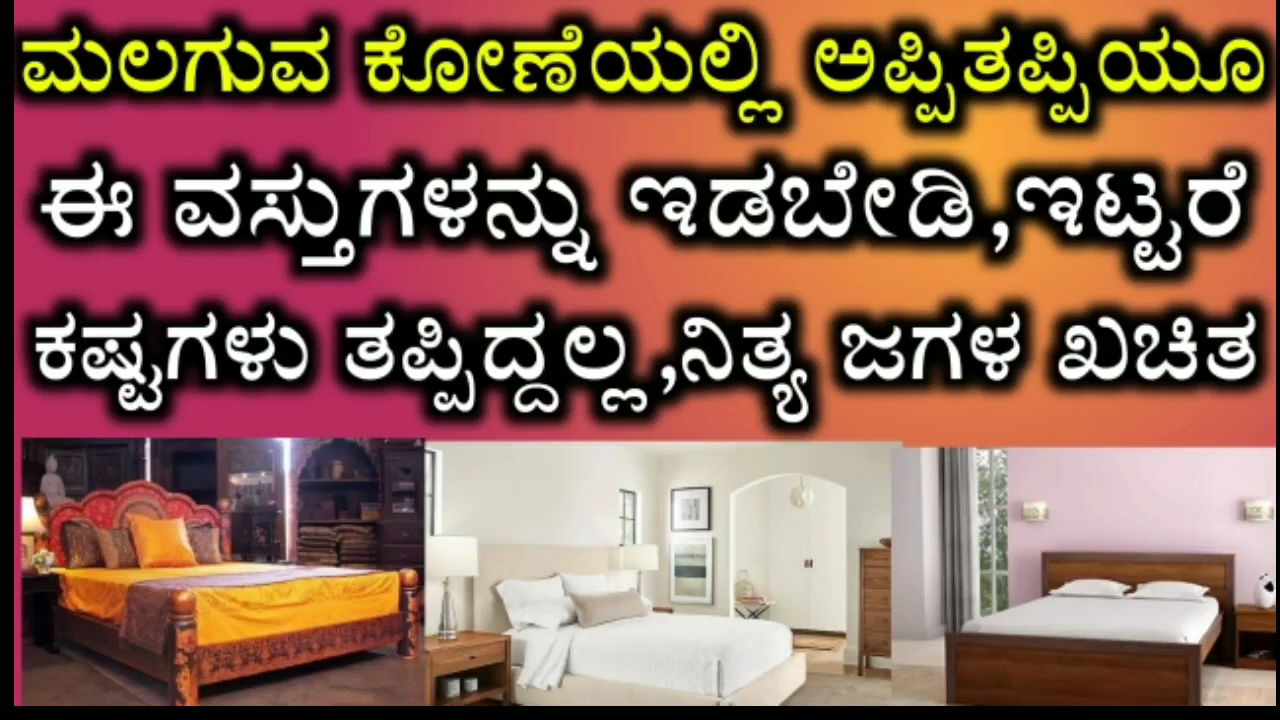 ಮಲಗುವ ಕೋಣೆಯಲ್ಲಿ ಅಪ್ಪಿತಪ್ಪಿಯೂ
ಈ ವಸ್ತುಗಳನ್ನು ಇಡಬೇಡಿ,ಇಟ್ಟರೆ
ಕಷ್ಟಗಳು ತಪ್ಪಿದ್ದಲ್ಲ,ನಿತ್ಯ ಜಗಳ ಖಚಿತ